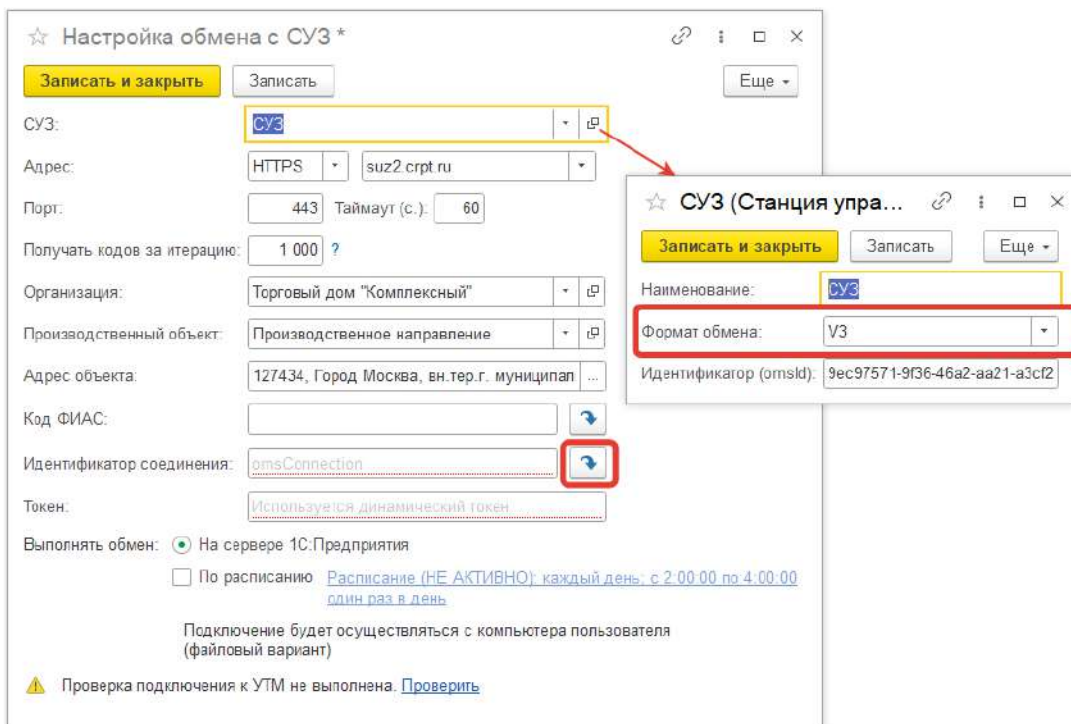 Настройка обмена с СУЗ *
Записать и закрыть Записать Еще
СУЗ: СУЗ
Адрес: HTTPS suz2.crpt.ru
Порт: 443 Таймаут (с.): 60
Получать кодов за итерацию: 1 000 ?
Организация: Торговый дом "Комплексный"
Производственный объект: Производственное направление
Адрес объекта: 127434, Город Москва, вн.тер.г. муниципал ...
Код ФИАС:
Идентификатор соединения: omsConnection
Токен: Используется динамический токен
Выполнять обмен: На сервере 1С:Предприятия
По расписанию Расписание (НЕ АКТИВНО): каждый день; с 2:00:00 по 4:00:00
один раз в день
Подключение будет осуществляться с компьютера пользователя
(файловый вариант)
Проверка подключения к УТМ не выполнена. Проверить
СУЗ (Станция упра...
Записать и закрыть Записать Еще
Наименование: СУЗ
Формат обмена: V3
Идентификатор (omsId): 9ec97571-9f36-46a2-aa21-a3cf2